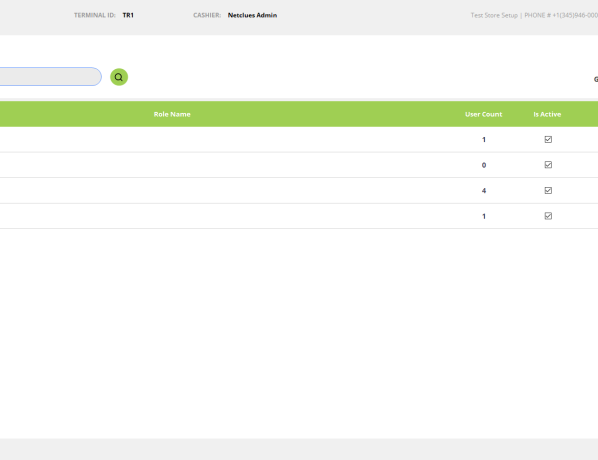 TERMINAL ID: TR1 CASHIER: Netclues Admin Test Store Setup | PHONE # +1(345)946-000
G
Role Name User Count Is Active
1
0
4
1